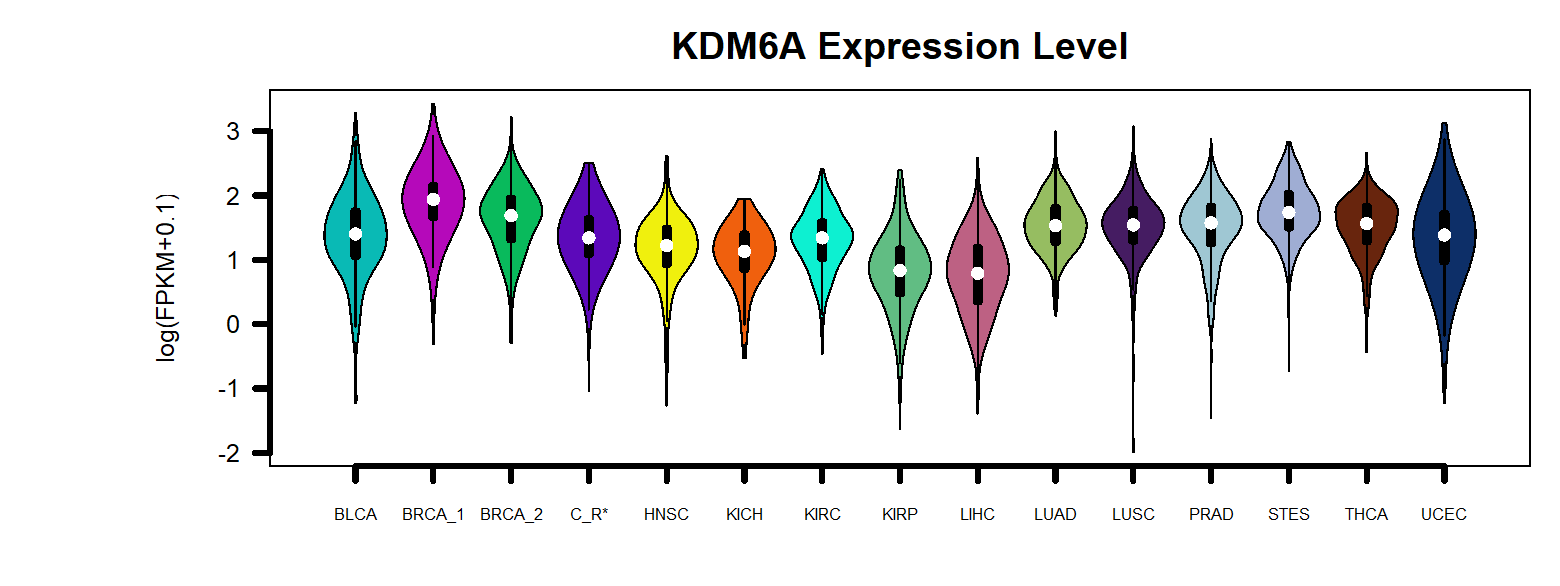 KDM6A Expression Level
log(FPKM+0.1)
3
2
1
0
-1
-2
BLCA BRCA_1 BRCA_2 C_R* HNSC KICH KIRC KIRP LIHC LUAD LUSC PRAD STES THCA UCEC